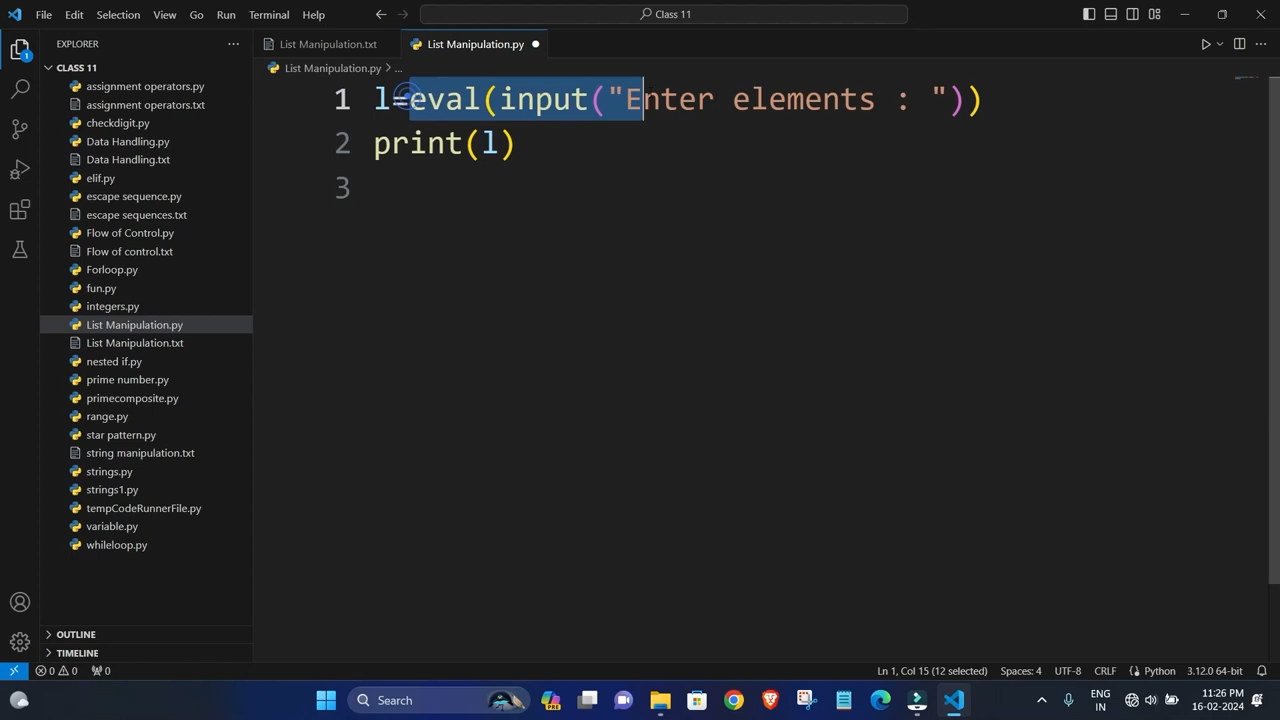 File Edit Selection View Go Run Terminal Help
Class 11
EXPLORER
List Manipulation.txt
List Manipulation.py
List Manipulation.py > ...
CLASS 11
assignment operators.py
assignment operators.txt
checkdigit.py
Data Handling.py
Data Handling.txt
elif.py
escape sequence.py
escape sequences.txt
Flow of Control.py
Flow of control.txt
Forloop.py
fun.py
integers.py
List Manipulation.py
List Manipulation.txt
nested if.py
prime number.py
primecomposite.py
range.py
star pattern.py
string manipulation.txt
strings.py
strings1.py
tempCodeRunnerFile.py
variable.py
whileloop.py
OUTLINE
TIMELINE
1 l=eval(input("Enter elements : "))
2 print(l)
3
0 0 0
Ln 1, Col 15 (12 selected) Spaces: 4 UTF-8 CRLF Python 3.12.0 64-bit
Search
PRE
ENG
IN
11:26 PM
16-02-2024